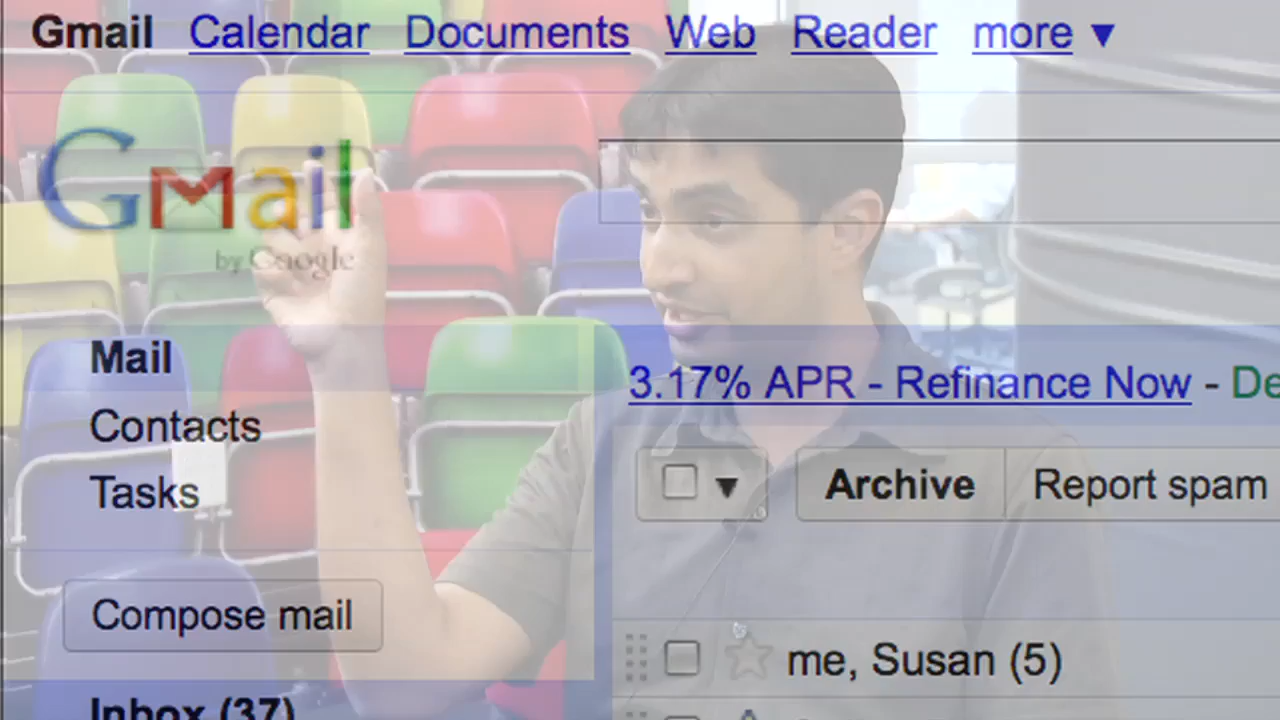 Gmail Calendar Documents Web Reader more ▼
Gmail
by Google
Mail
3.17% APR - Refinance Now - De
Contacts
Archive Report spam
Tasks
Compose mail
me, Susan (5)
Inbox (37)